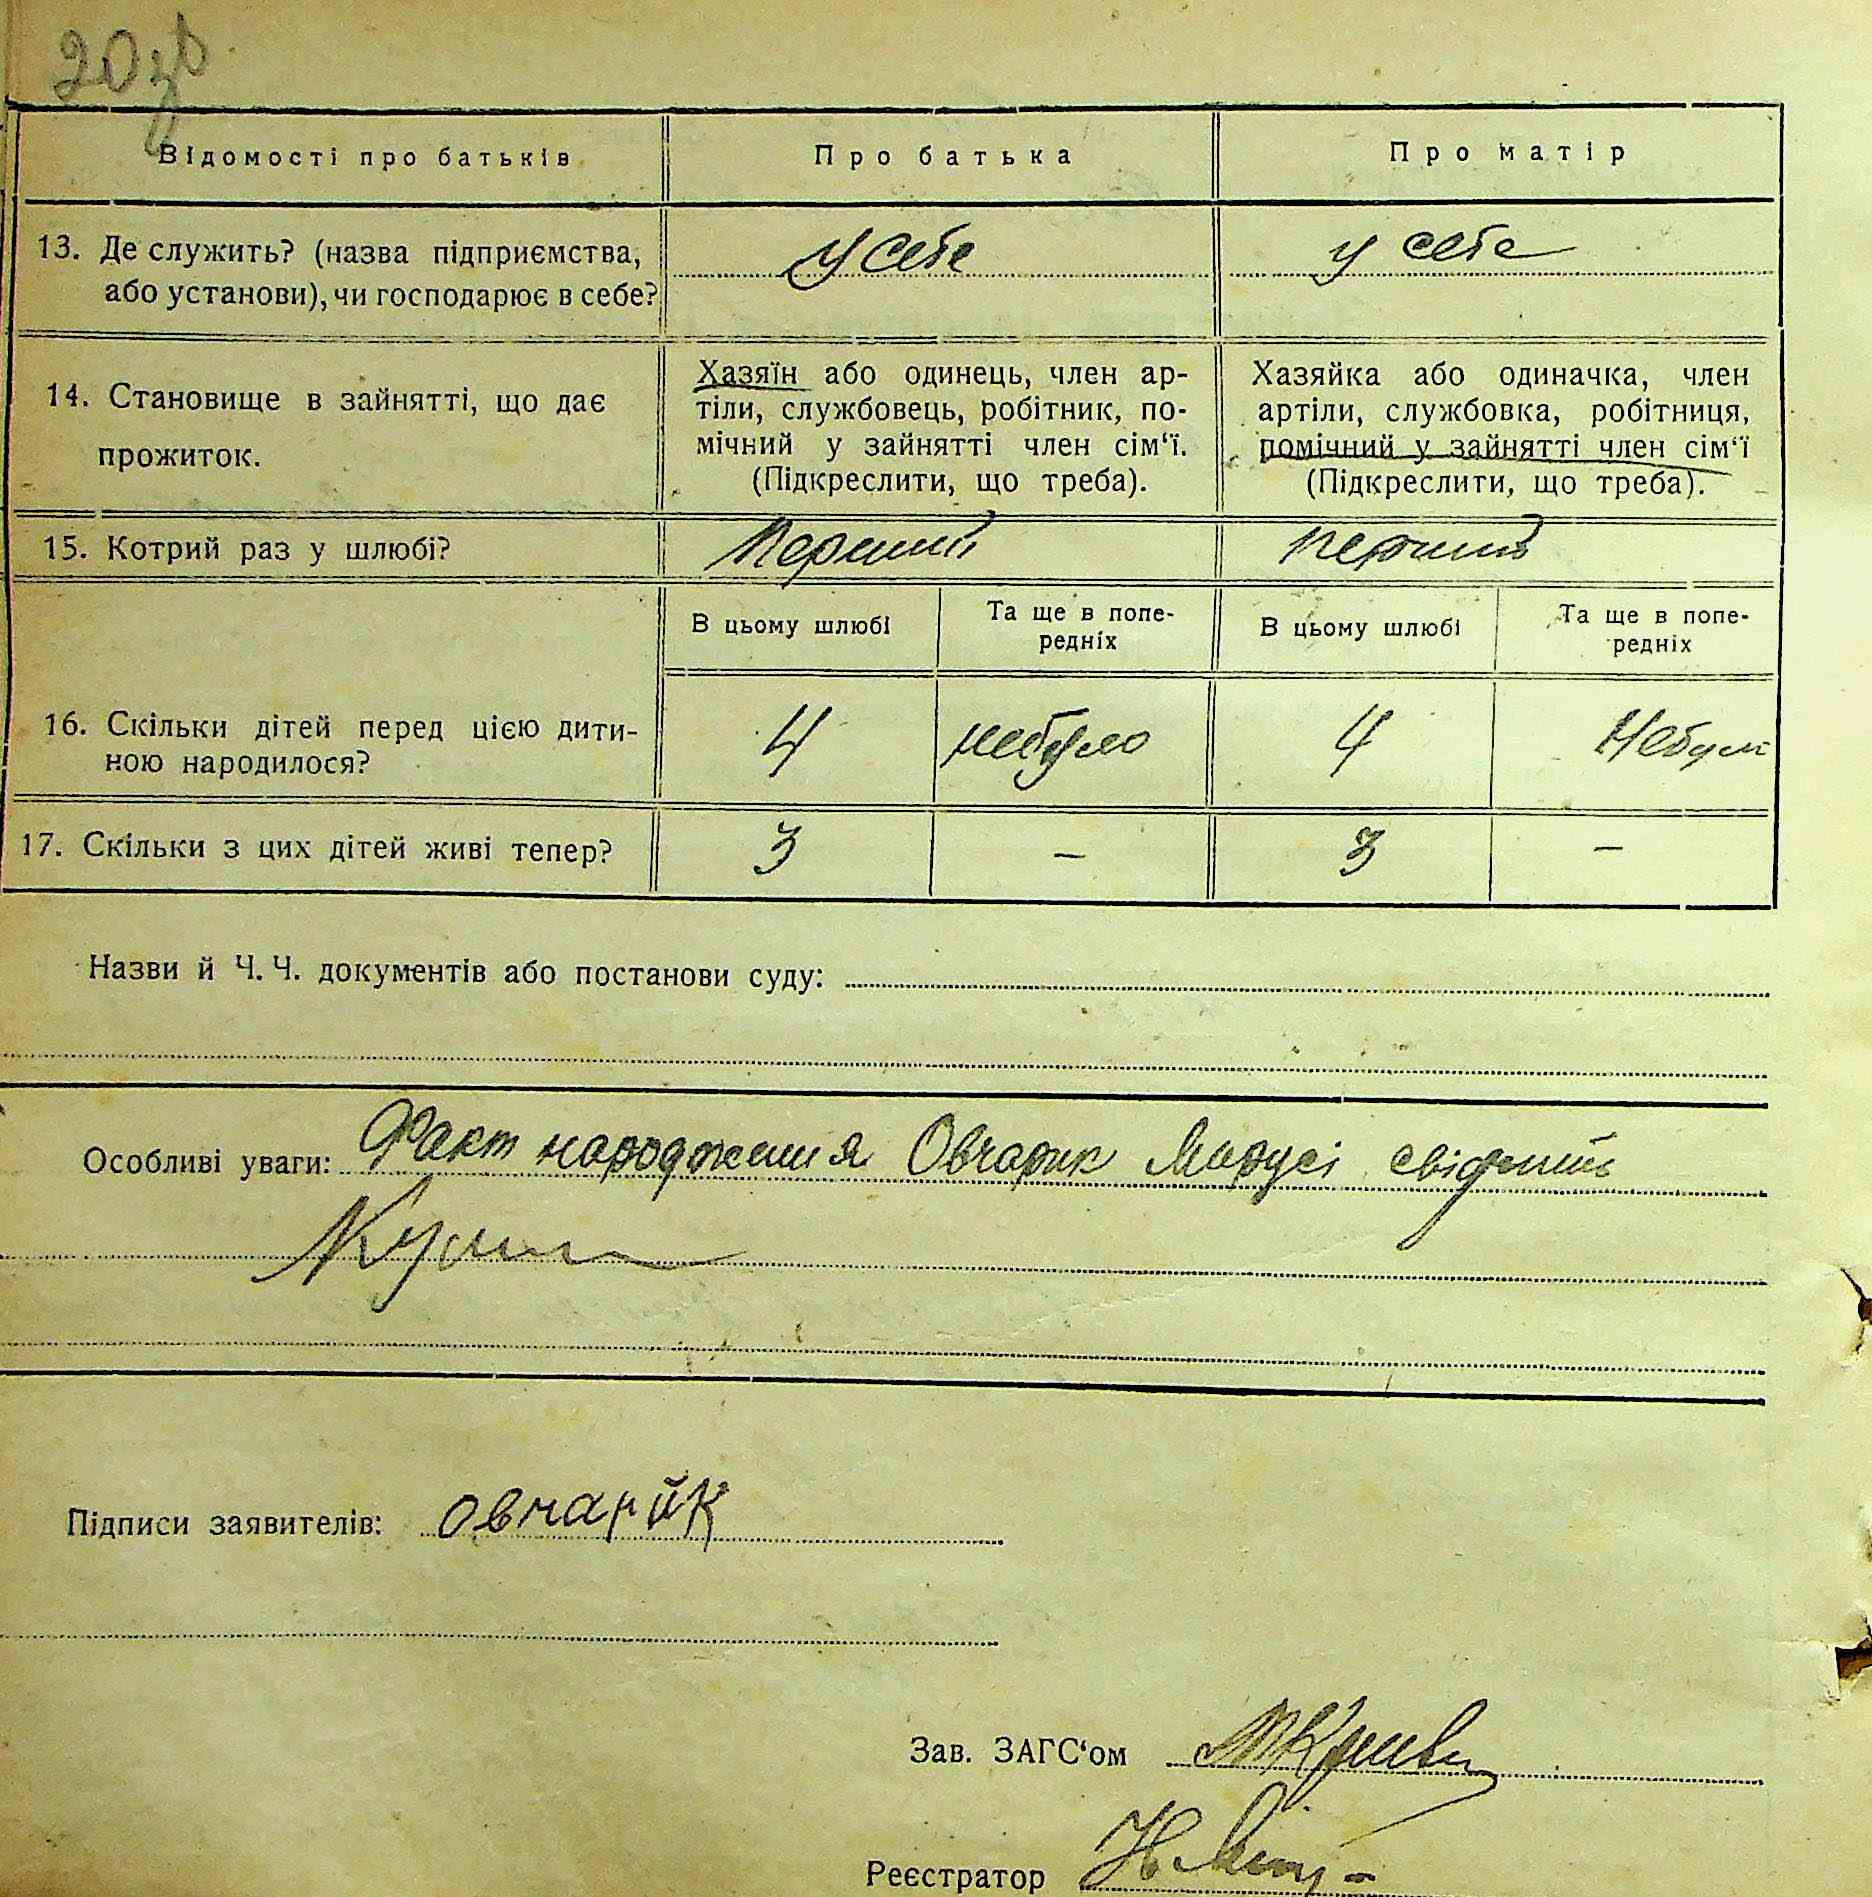 20зв
Відомості про батьків Про батька Про матір
13. Де служить? (назва підприємства, у себе у себе
або установи), чи господарює в себе?
Хазяїн або одинець, член ар- Хазяйка або одиначка, член
14. Становище в зайнятті, що дає тіли, службовець, робітник, по- артіли, службовка, робітниця,
прожиток. мічний у зайнятті член сім‘ї. помічний у зайнятті член сім‘ї
(Підкреслити, що треба). (Підкреслити, що треба).
15. Котрий раз у шлюбі? Перший перший
В цьому шлюбі Та ще в попе- В цьому шлюбі Та ще в попе-
редніх редніх
16. Скільки дітей перед цією дити- 4 небуло 4 Небуло
ною народилося?
17. Скільки з цих дітей живі тепер? 3 – 3 –
Назви й Ч. Ч. документів або постанови суду:
Особливі уваги: Факт народження Овчарик Марусі свідчить
Підписи заявителів: овчарик
Зав. ЗАГС‘ом
Реєстратор